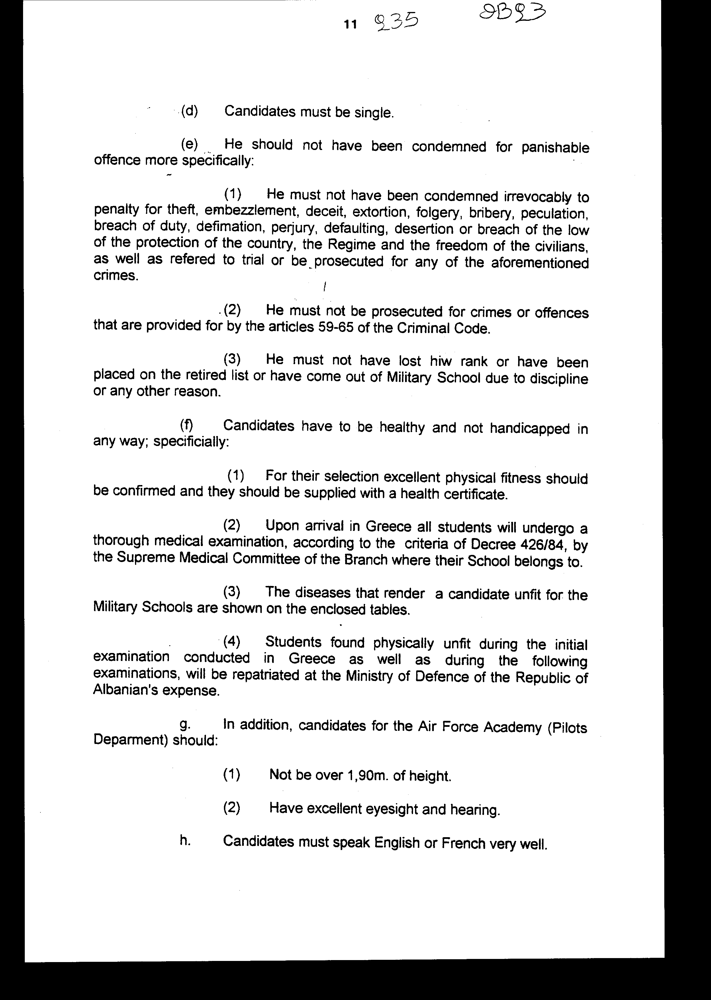 11 235 2B23
(d) Candidates must be single.
(e) He should not have been condemned for panishable
offence more specifically:
(1) He must not have been condemned irrevocably to
penalty for theft, embezzlement, deceit, extortion, folgery, bribery, peculation,
breach of duty, defimation, perjury, defaulting, desertion or breach of the low
of the protection of the country, the Regime and the freedom of the civilians,
as well as refered to trial or be prosecuted for any of the aforementioned
crimes.
(2) He must not be prosecuted for crimes or offences
that are provided for by the articles 59-65 of the Criminal Code.
(3) He must not have lost hiw rank or have been
placed on the retired list or have come out of Military School due to discipline
or any other reason.
(f) Candidates have to be healthy and not handicapped in
any way; specificially:
(1) For their selection excellent physical fitness should
be confirmed and they should be supplied with a health certificate.
(2) Upon arrival in Greece all students will undergo a
thorough medical examination, according to the criteria of Decree 426/84, by
the Supreme Medical Committee of the Branch where their School belongs to.
(3) The diseases that render a candidate unfit for the
Military Schools are shown on the enclosed tables.
(4) Students found physically unfit during the initial
examination conducted in Greece as well as during the following
examinations, will be repatriated at the Ministry of Defence of the Republic of
Albanian's expense.
g. In addition, candidates for the Air Force Academy (Pilots
Deparment) should:
(1) Not be over 1,90m. of height.
(2) Have excellent eyesight and hearing.
h. Candidates must speak English or French very well.